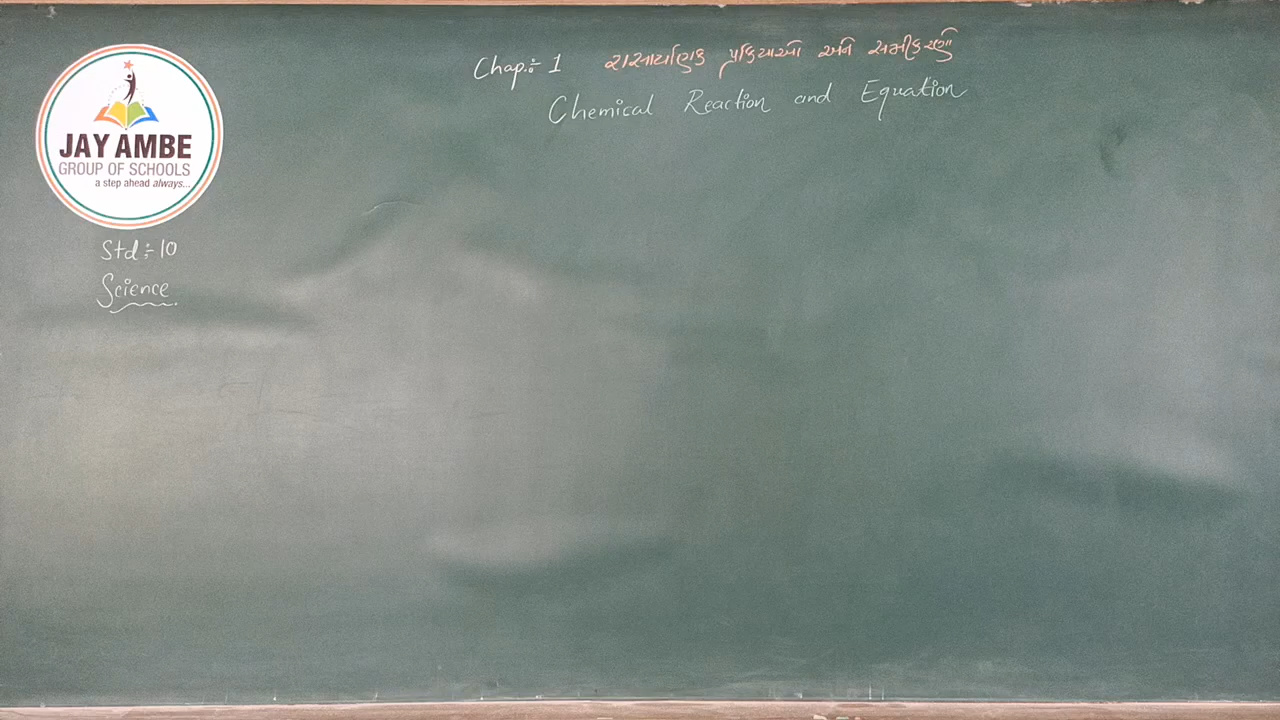 JAY AMBE
GROUP OF SCHOOLS
a step ahead always...
Std ÷ 10
Science
Chap. ÷ 1 રાસાયણિક પ્રક્રિયાઓ અને સમીકરણો
Chemical Reaction and Equation